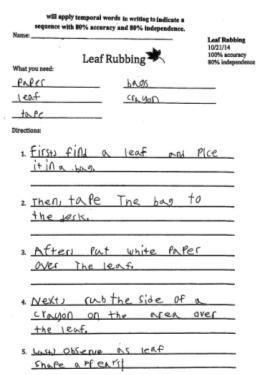 will apply temporal words in writing to indicate a
sequence with 80% accuracy and 80% independence.
Name:
Leaf Rubbing
10/21/14
100% accuracy
80% independence
Leaf Rubbing
What you need:
Paper
bags
leaf
crayon
tape
Directions:
1. First, find a leaf and Plce
it in a bag.
2. Then, tape The bag to
the desk.
3. After, Put white Paper
over The leaf.
4. Next, rub the side of a
crayon on the area over
the leaf.
5. Last, observe as leaf
shape appears!